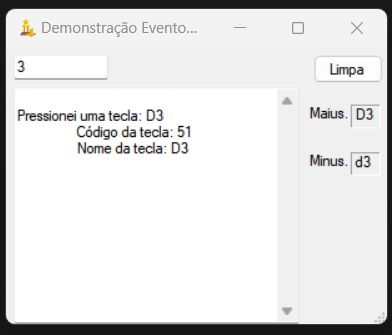 Demonstração Evento...
3
Limpa
Pressionei uma tecla: D3
Código da tecla: 51
Nome da tecla: D3
Maius. D3
Minus. d3